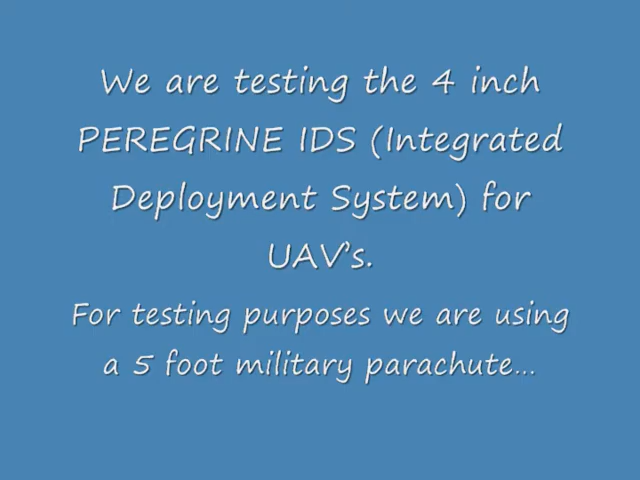 We are testing the 4 inch
PEREGRINE IDS (Integrated
Deployment System) for
UAV's.
For testing purposes we are using
a 5 foot military parachute...